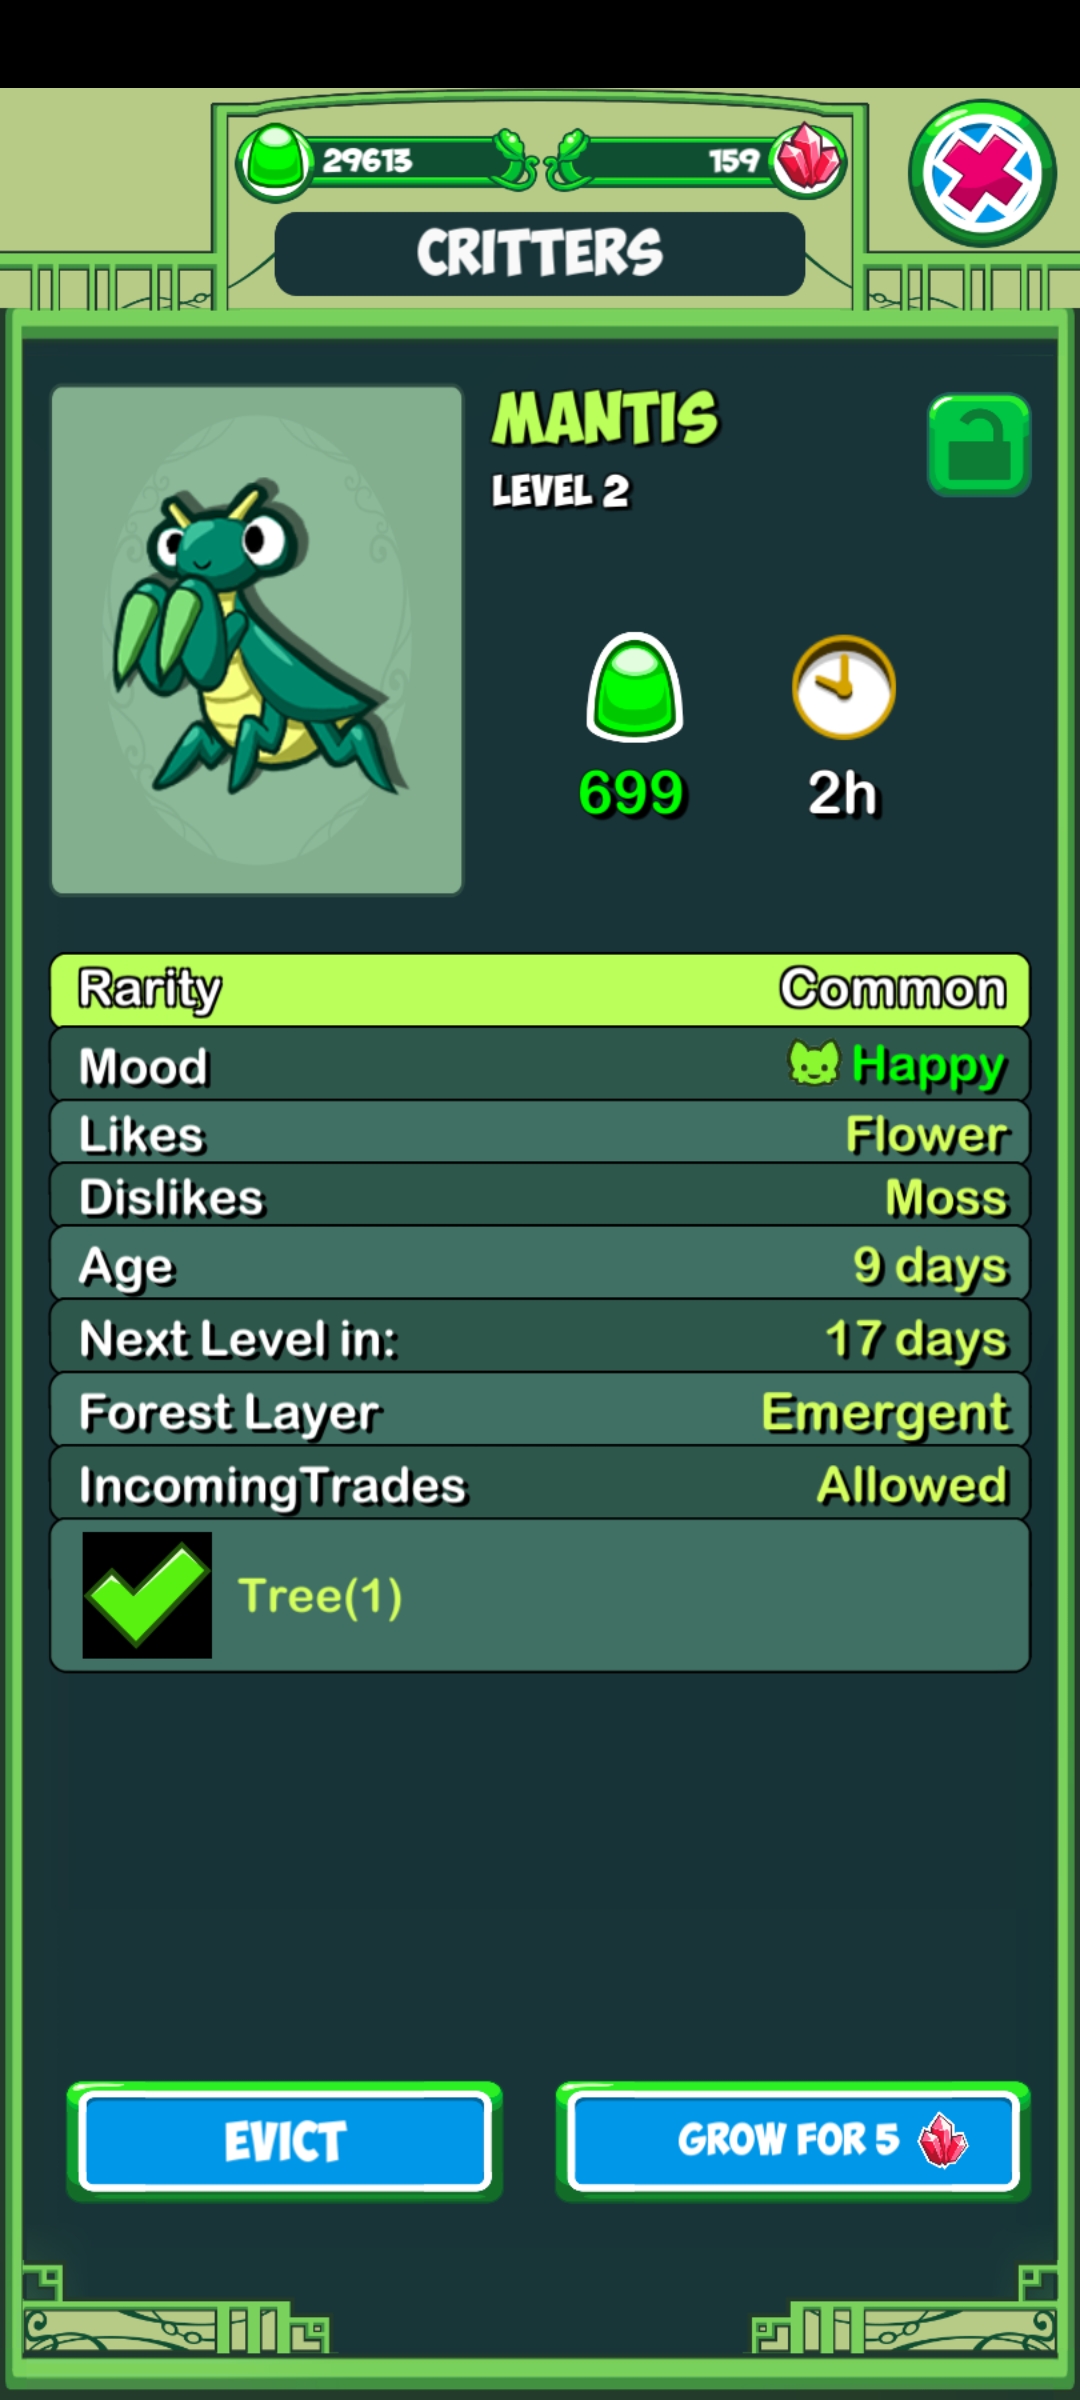 29613
159
CRITTERS
MANTIS
LEVEL 2
699
2h
Rarity Common
Mood Happy
Likes Flower
Dislikes Moss
Age 9 days
Next Level in: 17 days
Forest Layer Emergent
IncomingTrades Allowed
Tree(1)
EVICT
GROW FOR 5